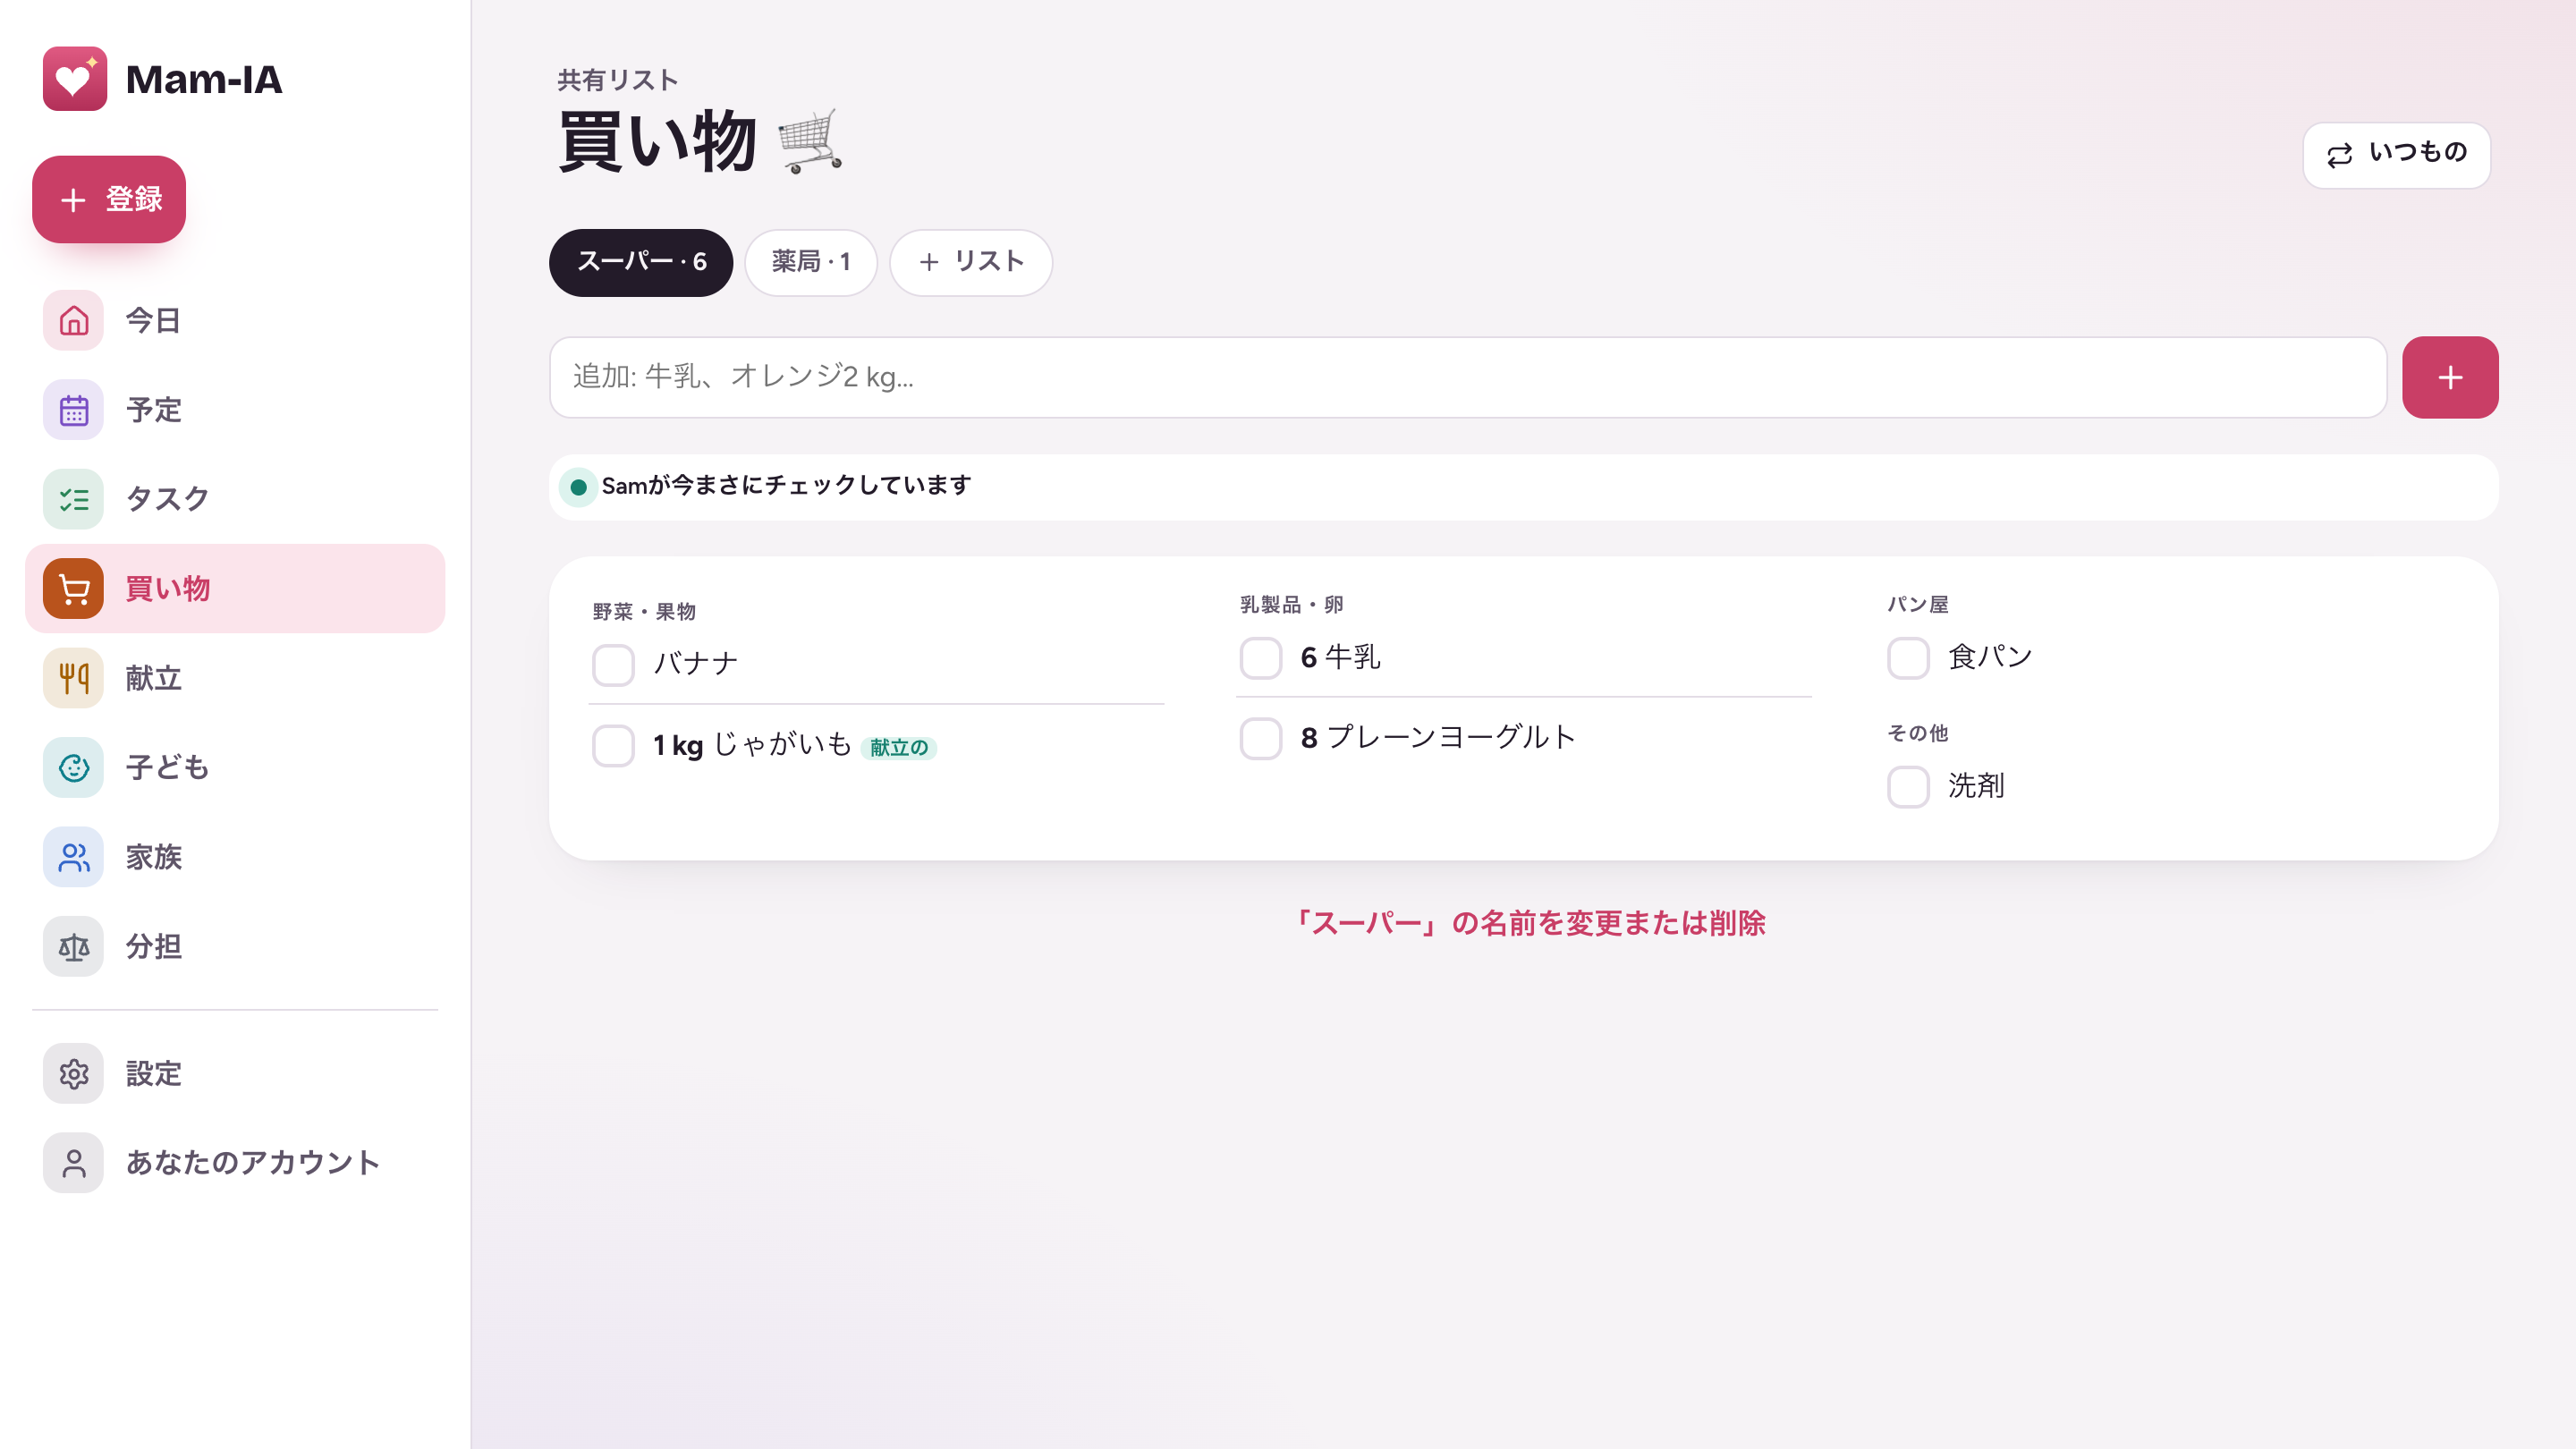 Mam-IA
登録
今日
予定
タスク
買い物
献立
子ども
家族
分担
設定
あなたのアカウント
共有リスト
買い物
いつもの
スーパー · 6
薬局 · 1
リスト
追加: 牛乳、オレンジ2 kg...
Samが今まさにチェックしています
野菜・果物
バナナ
1 kg じゃがいも 献立の
乳製品・卵
6 牛乳
8 プレーンヨーグルト
パン屋
食パン
その他
洗剤
「スーパー」の名前を変更または削除